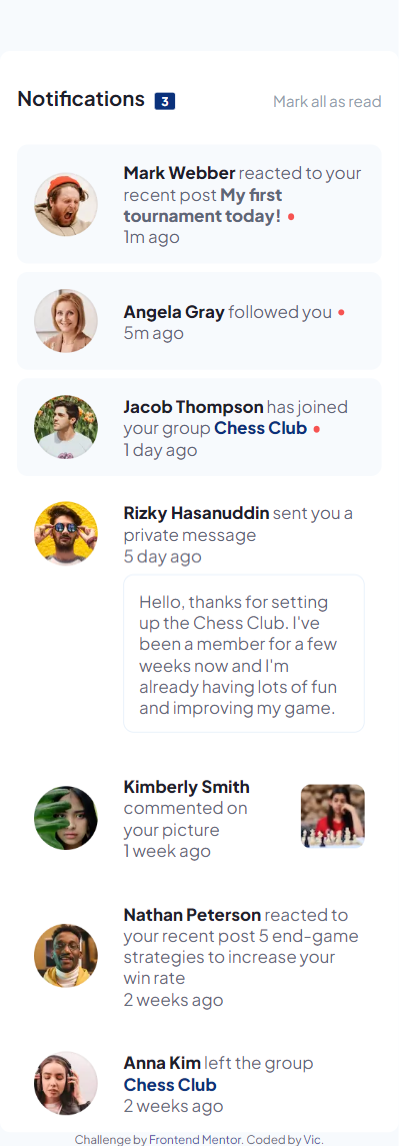 Notifications 3
Mark all as read
Mark Webber reacted to your
recent post My first
tournament today!
1m ago
Angela Gray followed you
5m ago
Jacob Thompson has joined
your group Chess Club
1 day ago
Rizky Hasanuddin sent you a
private message
5 day ago
Hello, thanks for setting
up the Chess Club. I've
been a member for a few
weeks now and I'm
already having lots of fun
and improving my game.
Kimberly Smith
commented on
your picture
1 week ago
Nathan Peterson reacted to
your recent post 5 end-game
strategies to increase your
win rate
2 weeks ago
Anna Kim left the group
Chess Club
2 weeks ago
Challenge by Frontend Mentor. Coded by Vic.